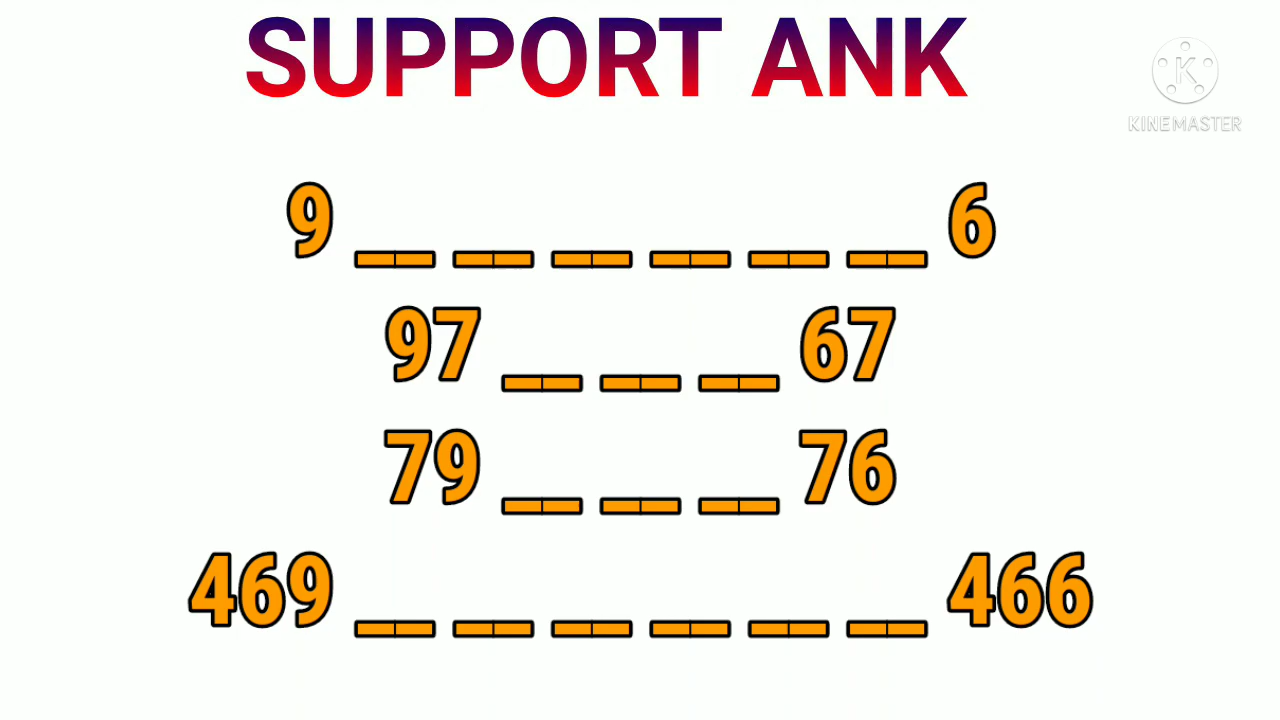 SUPPORT ANK
KINEMASTER
9 __ __ __ __ __ __ 6
97 __ __ __ 67
79 __ __ __ 76
469 __ __ __ __ __ __ 466